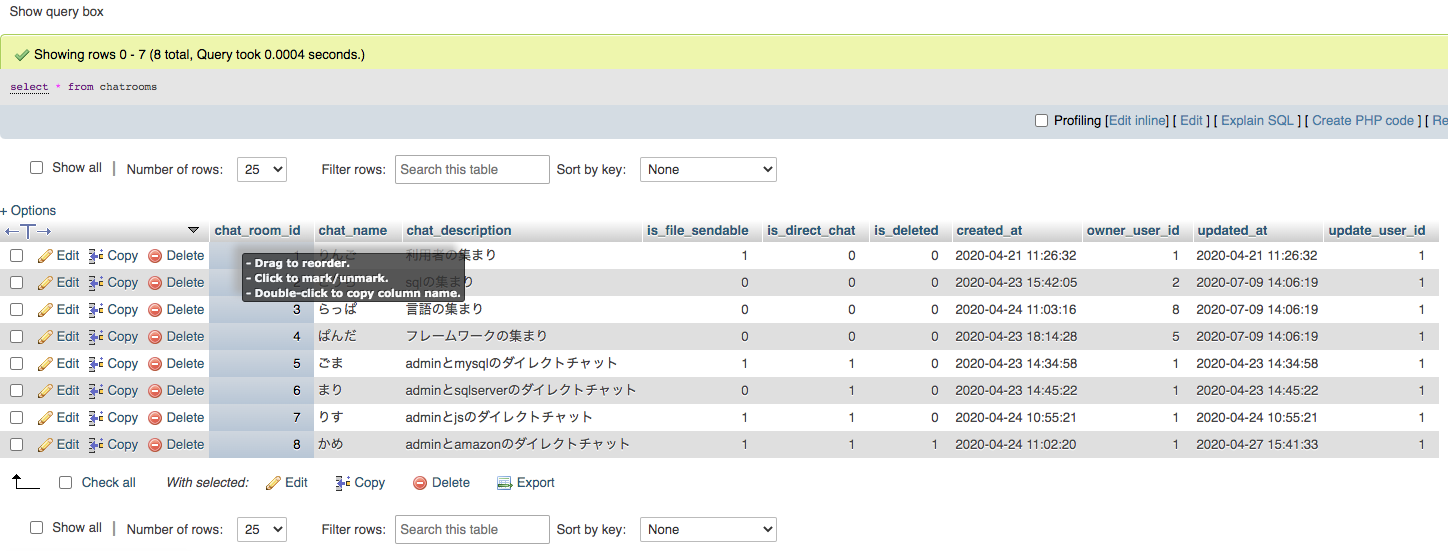 Show query box
Showing rows 0 - 7 (8 total, Query took 0.0004 seconds.)
select * from chatrooms
Profiling [Edit inline] [ Edit ] [ Explain SQL ] [ Create PHP code ] [ Re
Show all | Number of rows: 25 Filter rows: Search this table Sort by key: None
+ Options
chat_room_id chat_name chat_description is_file_sendable is_direct_chat is_deleted created_at owner_user_id updated_at update_user_id
Edit Copy Delete 1 りんご 利用者の集まり 1 0 0 2020-04-21 11:26:32 1 2020-04-21 11:26:32 1
- Drag to reorder.
- Click to mark/unmark.
- Double-click to copy column name.
Edit Copy Delete 2 sqlの集まり 0 0 0 2020-04-23 15:42:05 2 2020-07-09 14:06:19 1
Edit Copy Delete 3 らっぱ 言語の集まり 0 0 0 2020-04-24 11:03:16 8 2020-07-09 14:06:19 1
Edit Copy Delete 4 ぱんだ フレームワークの集まり 0 0 0 2020-04-23 18:14:28 5 2020-07-09 14:06:19 1
Edit Copy Delete 5 ごま adminとmysqlのダイレクトチャット 1 1 0 2020-04-23 14:34:58 1 2020-04-23 14:34:58 1
Edit Copy Delete 6 まり adminとsqlserverのダイレクトチャット 0 1 0 2020-04-23 14:45:22 1 2020-04-23 14:45:22 1
Edit Copy Delete 7 りす adminとjsのダイレクトチャット 1 1 0 2020-04-24 10:55:21 1 2020-04-24 10:55:21 1
Edit Copy Delete 8 かめ adminとamazonのダイレクトチャット 1 1 1 2020-04-24 11:02:20 1 2020-04-27 15:41:33 1
Check all With selected: Edit Copy Delete Export
Show all | Number of rows: 25 Filter rows: Search this table Sort by key: None